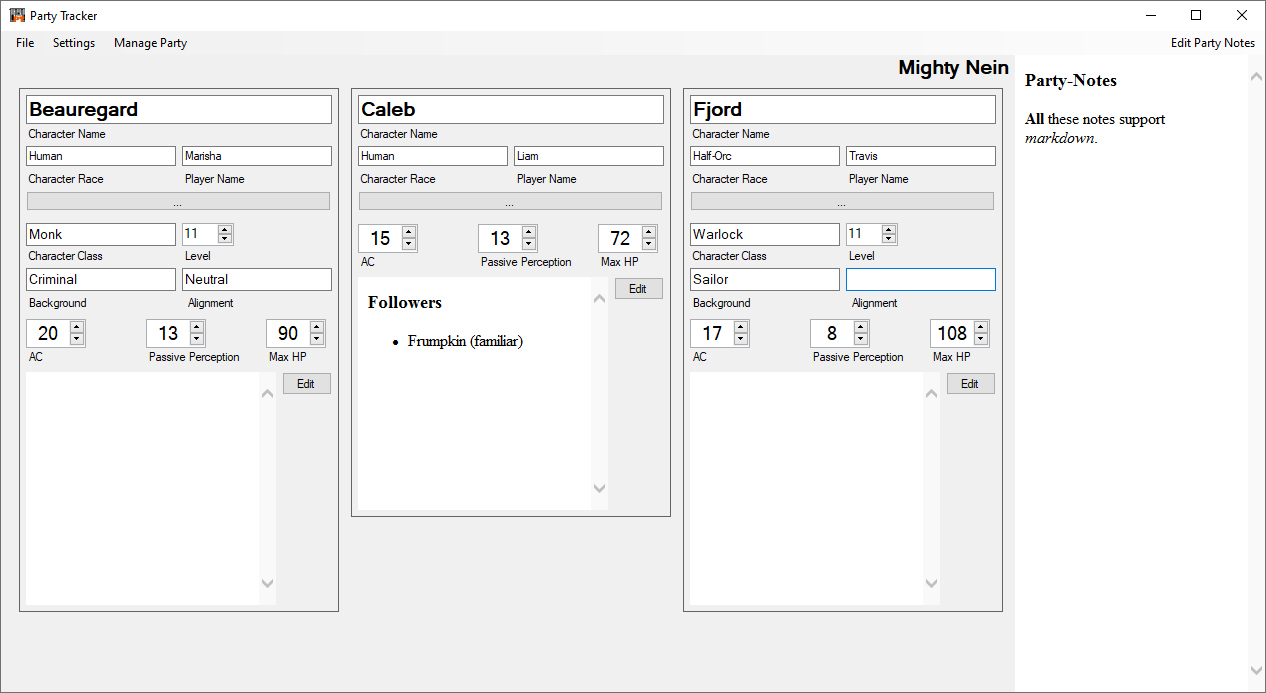 Party Tracker
File Settings Manage Party Edit Party Notes
Mighty Nein
Beauregard
Character Name
Human Marisha
Character Race Player Name
...
Monk 11
Character Class Level
Criminal Neutral
Background Alignment
20 13 90
AC Passive Perception Max HP
Edit
Caleb
Character Name
Human Liam
Character Race Player Name
...
15 13 72
AC Passive Perception Max HP
Edit
Followers
• Frumpkin (familiar)
Fjord
Character Name
Half-Orc Travis
Character Race Player Name
...
Warlock 11
Character Class Level
Sailor
Background Alignment
17 8 108
AC Passive Perception Max HP
Edit
Party-Notes
All these notes support
markdown.